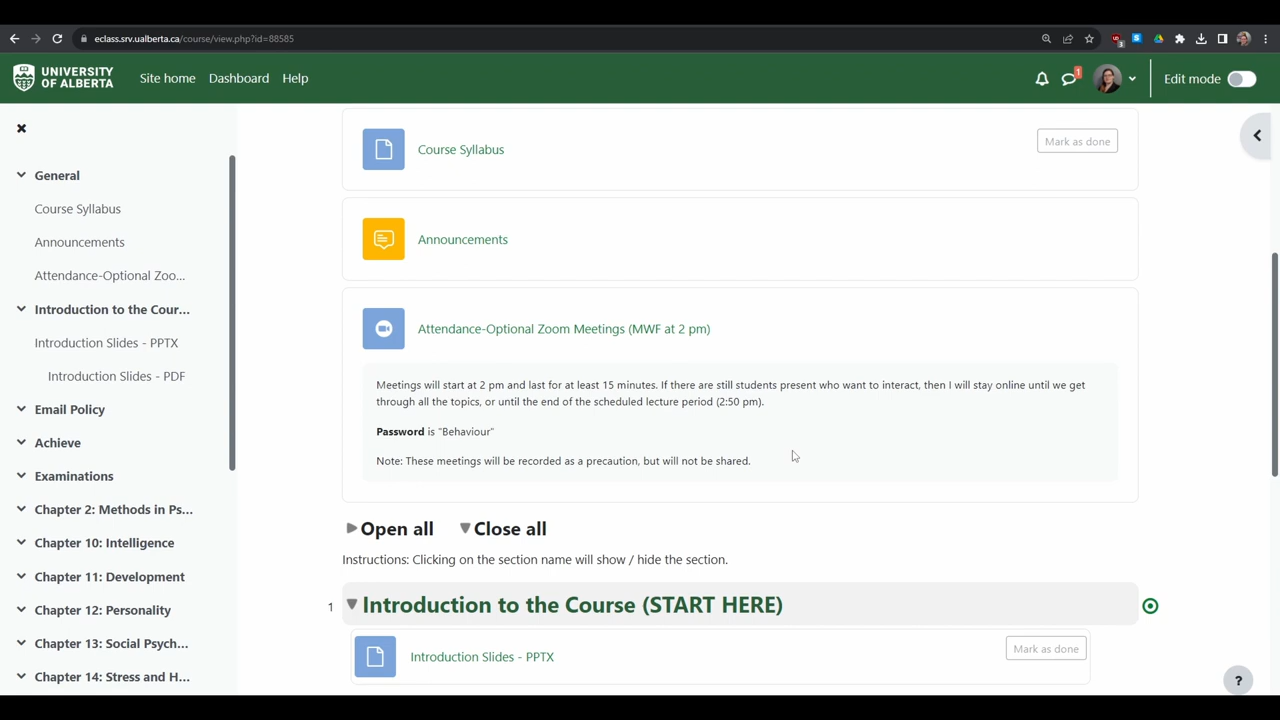 eclass.srv.ualberta.ca/course/view.php?id=88585
3
UNIVERSITY
OF ALBERTA
Site home
Dashboard
Help
1
Edit mode
General
Course Syllabus
Announcements
Attendance-Optional Zoo...
Introduction to the Cour...
Introduction Slides - PPTX
Introduction Slides - PDF
Email Policy
Achieve
Examinations
Chapter 2: Methods in Ps...
Chapter 10: Intelligence
Chapter 11: Development
Chapter 12: Personality
Chapter 13: Social Psych...
Chapter 14: Stress and H...
Course Syllabus
Mark as done
Announcements
Attendance-Optional Zoom Meetings (MWF at 2 pm)
Meetings will start at 2 pm and last for at least 15 minutes. If there are still students present who want to interact, then I will stay online until we get
through all the topics, or until the end of the scheduled lecture period (2:50 pm).
Password is "Behaviour"
Note: These meetings will be recorded as a precaution, but will not be shared.
Open all
Close all
Instructions: Clicking on the section name will show / hide the section.
1
Introduction to the Course (START HERE)
Introduction Slides - PPTX
Mark as done
?